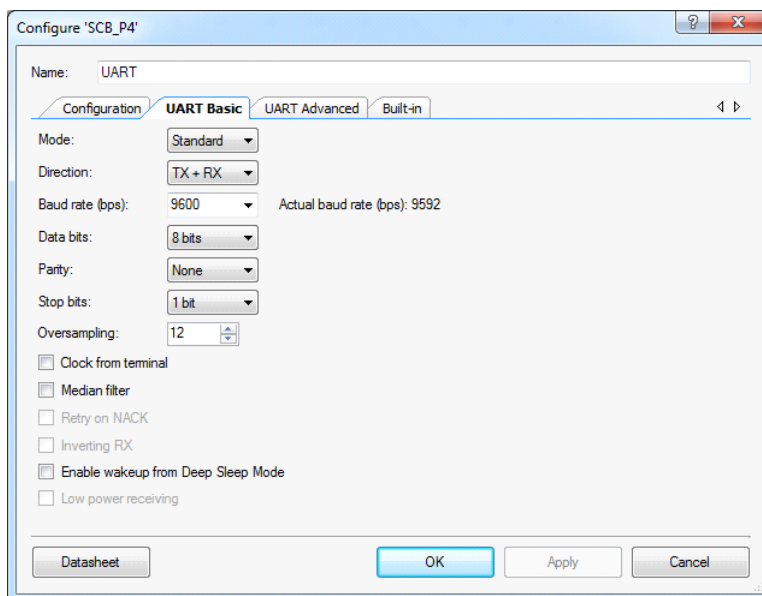 Configure 'SCB_P4'
Name: UART
Configuration UART Basic UART Advanced Built-in
Mode: Standard
Direction: TX + RX
Baud rate (bps): 9600 Actual baud rate (bps): 9592
Data bits: 8 bits
Parity: None
Stop bits: 1 bit
Oversampling: 12
Clock from terminal
Median filter
Retry on NACK
Inverting RX
Enable wakeup from Deep Sleep Mode
Low power receiving
Datasheet OK Apply Cancel